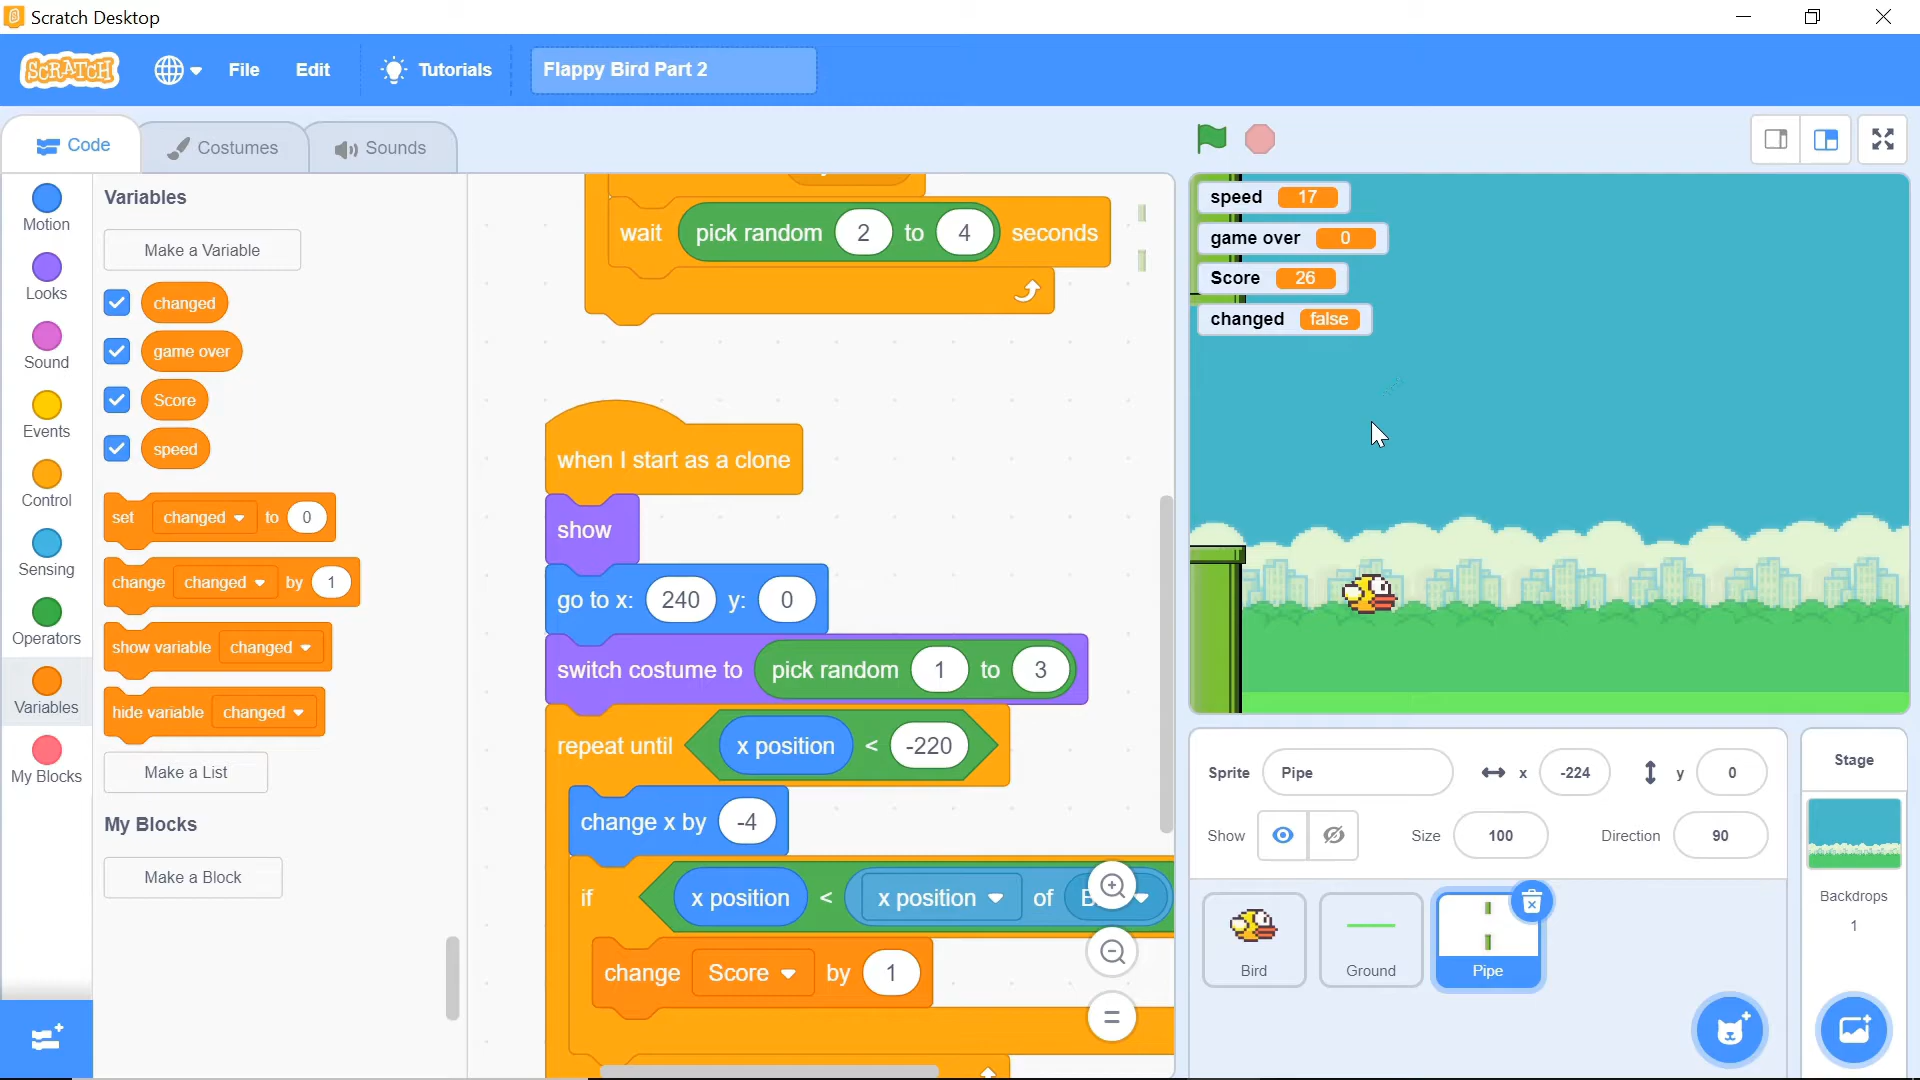 Scratch Desktop
SCRATCH
File
Edit
Tutorials
Flappy Bird Part 2
Code
Costumes
Sounds
Motion
Looks
Sound
Events
Control
Sensing
Operators
Variables
My Blocks
Variables
Make a Variable
changed
game over
Score
speed
set changed to 0
change changed by 1
show variable changed
hide variable changed
Make a List
My Blocks
Make a Block
wait pick random 2 to 4 seconds
when I start as a clone
show
go to x: 240 y: 0
switch costume to pick random 1 to 3
repeat until x position < -220
change x by -4
if x position < x position of
change Score by 1
speed 17
game over 0
Score 26
changed false
Sprite Pipe x -224 y 0
Show Size 100 Direction 90
Bird
Ground
Pipe
Stage
Backdrops
1